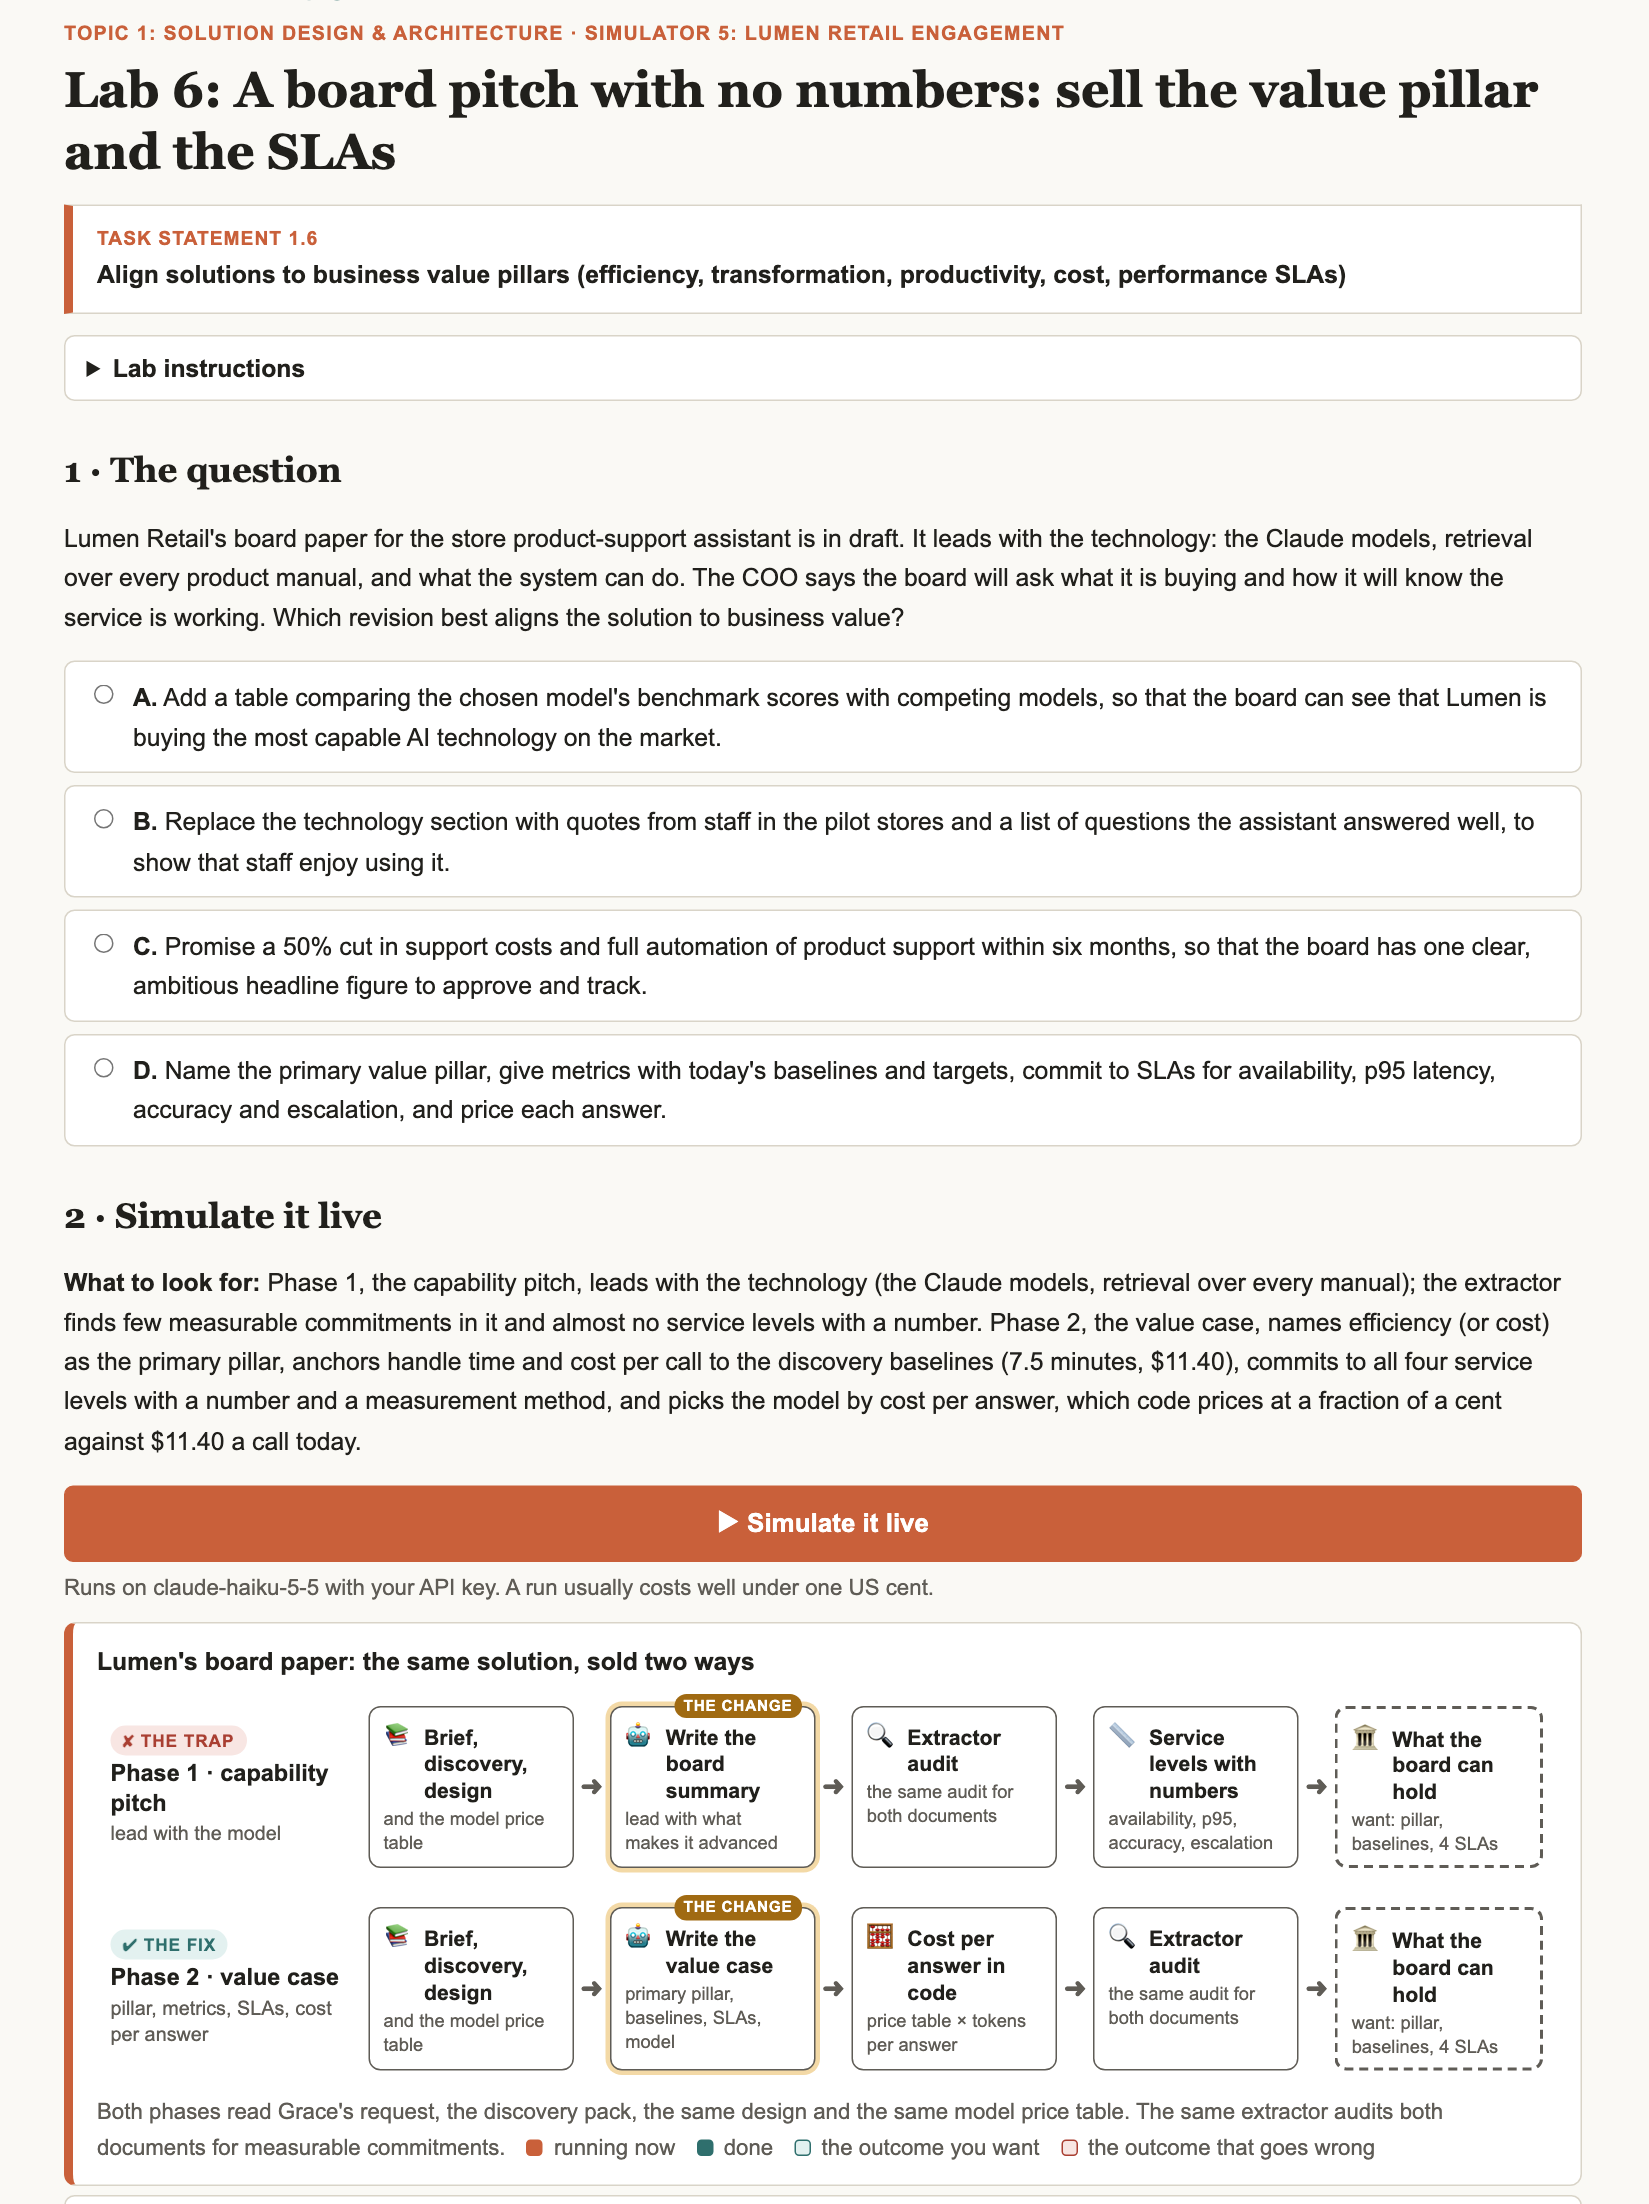 TOPIC 1: SOLUTION DESIGN & ARCHITECTURE · SIMULATOR 5: LUMEN RETAIL ENGAGEMENT
Lab 6: A board pitch with no numbers: sell the value pillar
and the SLAs
TASK STATEMENT 1.6
Align solutions to business value pillars (efficiency, transformation, productivity, cost, performance SLAs)
▶ Lab instructions
1 · The question
Lumen Retail's board paper for the store product-support assistant is in draft. It leads with the technology: the Claude models, retrieval
over every product manual, and what the system can do. The COO says the board will ask what it is buying and how it will know the
service is working. Which revision best aligns the solution to business value?
A. Add a table comparing the chosen model's benchmark scores with competing models, so that the board can see that Lumen is
buying the most capable AI technology on the market.
B. Replace the technology section with quotes from staff in the pilot stores and a list of questions the assistant answered well, to
show that staff enjoy using it.
C. Promise a 50% cut in support costs and full automation of product support within six months, so that the board has one clear,
ambitious headline figure to approve and track.
D. Name the primary value pillar, give metrics with today's baselines and targets, commit to SLAs for availability, p95 latency,
accuracy and escalation, and price each answer.
2 · Simulate it live
What to look for: Phase 1, the capability pitch, leads with the technology (the Claude models, retrieval over every manual); the extractor
finds few measurable commitments in it and almost no service levels with a number. Phase 2, the value case, names efficiency (or cost)
as the primary pillar, anchors handle time and cost per call to the discovery baselines (7.5 minutes, $11.40), commits to all four service
levels with a number and a measurement method, and picks the model by cost per answer, which code prices at a fraction of a cent
against $11.40 a call today.
▶ Simulate it live
Runs on claude-haiku-5-5 with your API key. A run usually costs well under one US cent.
Lumen's board paper: the same solution, sold two ways
✘ THE TRAP
Phase 1 · capability
pitch
lead with the model
Brief,
discovery,
design
and the model price
table
➜
THE CHANGE
Write the
board
summary
lead with what
makes it advanced
➜
Extractor
audit
the same audit for
both documents
➜
Service
levels with
numbers
availability, p95,
accuracy, escalation
➜
What the
board can
hold
want: pillar,
baselines, 4 SLAs
✔ THE FIX
Phase 2 · value case
pillar, metrics, SLAs, cost
per answer
Brief,
discovery,
design
and the model price
table
➜
THE CHANGE
Write the
value case
primary pillar,
baselines, SLAs,
model
➜
Cost per
answer in
code
price table × tokens
per answer
➜
Extractor
audit
the same audit for
both documents
➜
What the
board can
hold
want: pillar,
baselines, 4 SLAs
Both phases read Grace's request, the discovery pack, the same design and the same model price table. The same extractor audits both
documents for measurable commitments. running now done the outcome you want the outcome that goes wrong